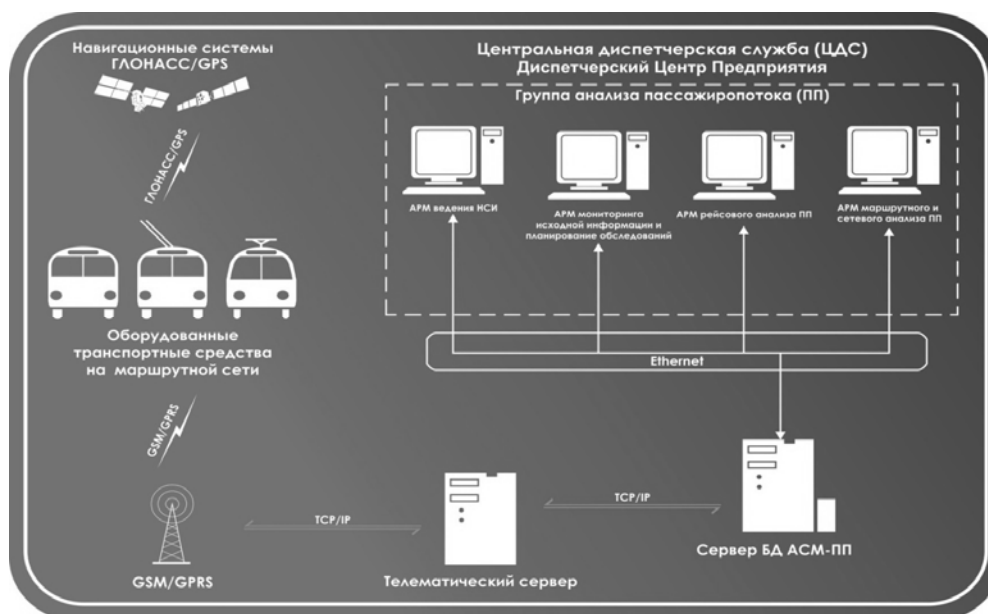 Навигационные системы
ГЛОНАСС/GPS
ГЛОНАСС/GPS
Оборудованные
транспортные средства
на маршрутной сети
GSM/GPRS
GSM/GPRS
TCP/IP
Телематический сервер
TCP/IP
Сервер БД АСМ-ПП
Центральная диспетчерская служба (ЦДС)
Диспетчерский Центр Предприятия
Группа анализа пассажиропотока (ПП)
АРМ ведения НСИ
АРМ мониторинга
исходной информации и
планирование обследований
АРМ рейсового анализа ПП
АРМ маршрутного и
сетевого анализа ПП
Ethernet